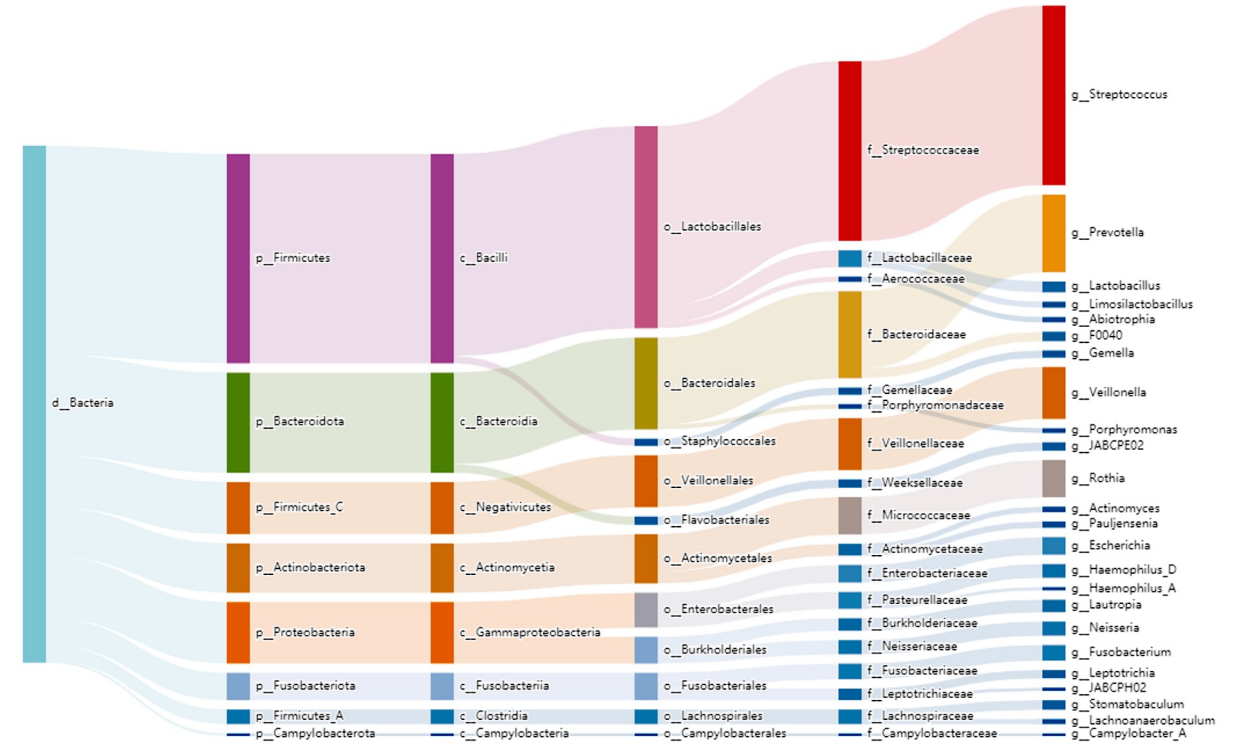 d__Bacteria
p__Firmicutes
p__Bacteroidota
p__Firmicutes_C
p__Actinobacteriota
p__Proteobacteria
p__Fusobacteriota
p__Firmicutes_A
p__Campylobacterota
c__Bacilli
c__Bacteroidia
c__Negativicutes
c__Actinomycetia
c__Gammaproteobacteria
c__Fusobacteriia
c__Clostridia
c__Campylobacteria
o__Lactobacillales
o__Bacteroidales
o__Staphylococcales
o__Veillonellales
o__Flavobacteriales
o__Actinomycetales
o__Enterobacterales
o__Burkholderiales
o__Fusobacteriales
o__Lachnospirales
o__Campylobacterales
f__Streptococcaceae
f__Lactobacillaceae
f__Aerococcaceae
f__Bacteroidaceae
f__Gemellaceae
f__Porphyromonadaceae
f__Veillonellaceae
f__Weeksellaceae
f__Micrococcaceae
f__Actinomycetaceae
f__Enterobacteriaceae
f__Pasteurellaceae
f__Burkholderiaceae
f__Neisseriaceae
f__Fusobacteriaceae
f__Leptotrichiaceae
f__Lachnospiraceae
f__Campylobacteraceae
g__Streptococcus
g__Prevotella
g__Lactobacillus
g__Limosilactobacillus
g__Abiotrophia
g__F0040
g__Gemella
g__Veillonella
g__Porphyromonas
g__JABCPE02
g__Rothia
g__Actinomyces
g__Pauljensenia
g__Escherichia
g__Haemophilus_D
g__Haemophilus_A
g__Lautropia
g__Neisseria
g__Fusobacterium
g__Leptotrichia
g__JABCPH02
g__Stomatobaculum
g__Lachnoanaerobaculum
g__Campylobacter_A